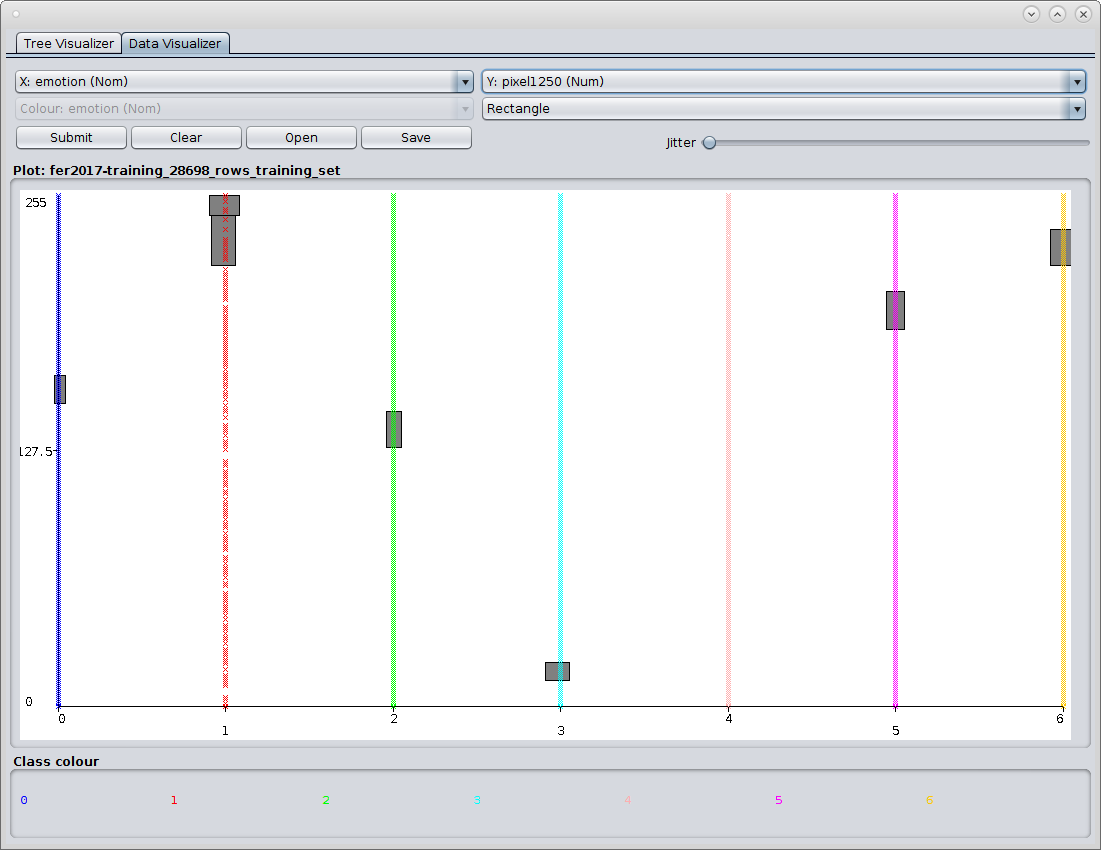 Tree Visualizer Data Visualizer
X: emotion (Nom) Y: pixel1250 (Num)
Colour: emotion (Nom) Rectangle
Submit Clear Open Save Jitter
Plot: fer2017-training_28698_rows_training_set
255
127.5
0
0 2 6
1 3 4 5
Class colour
0 1 2 3 4 5 6